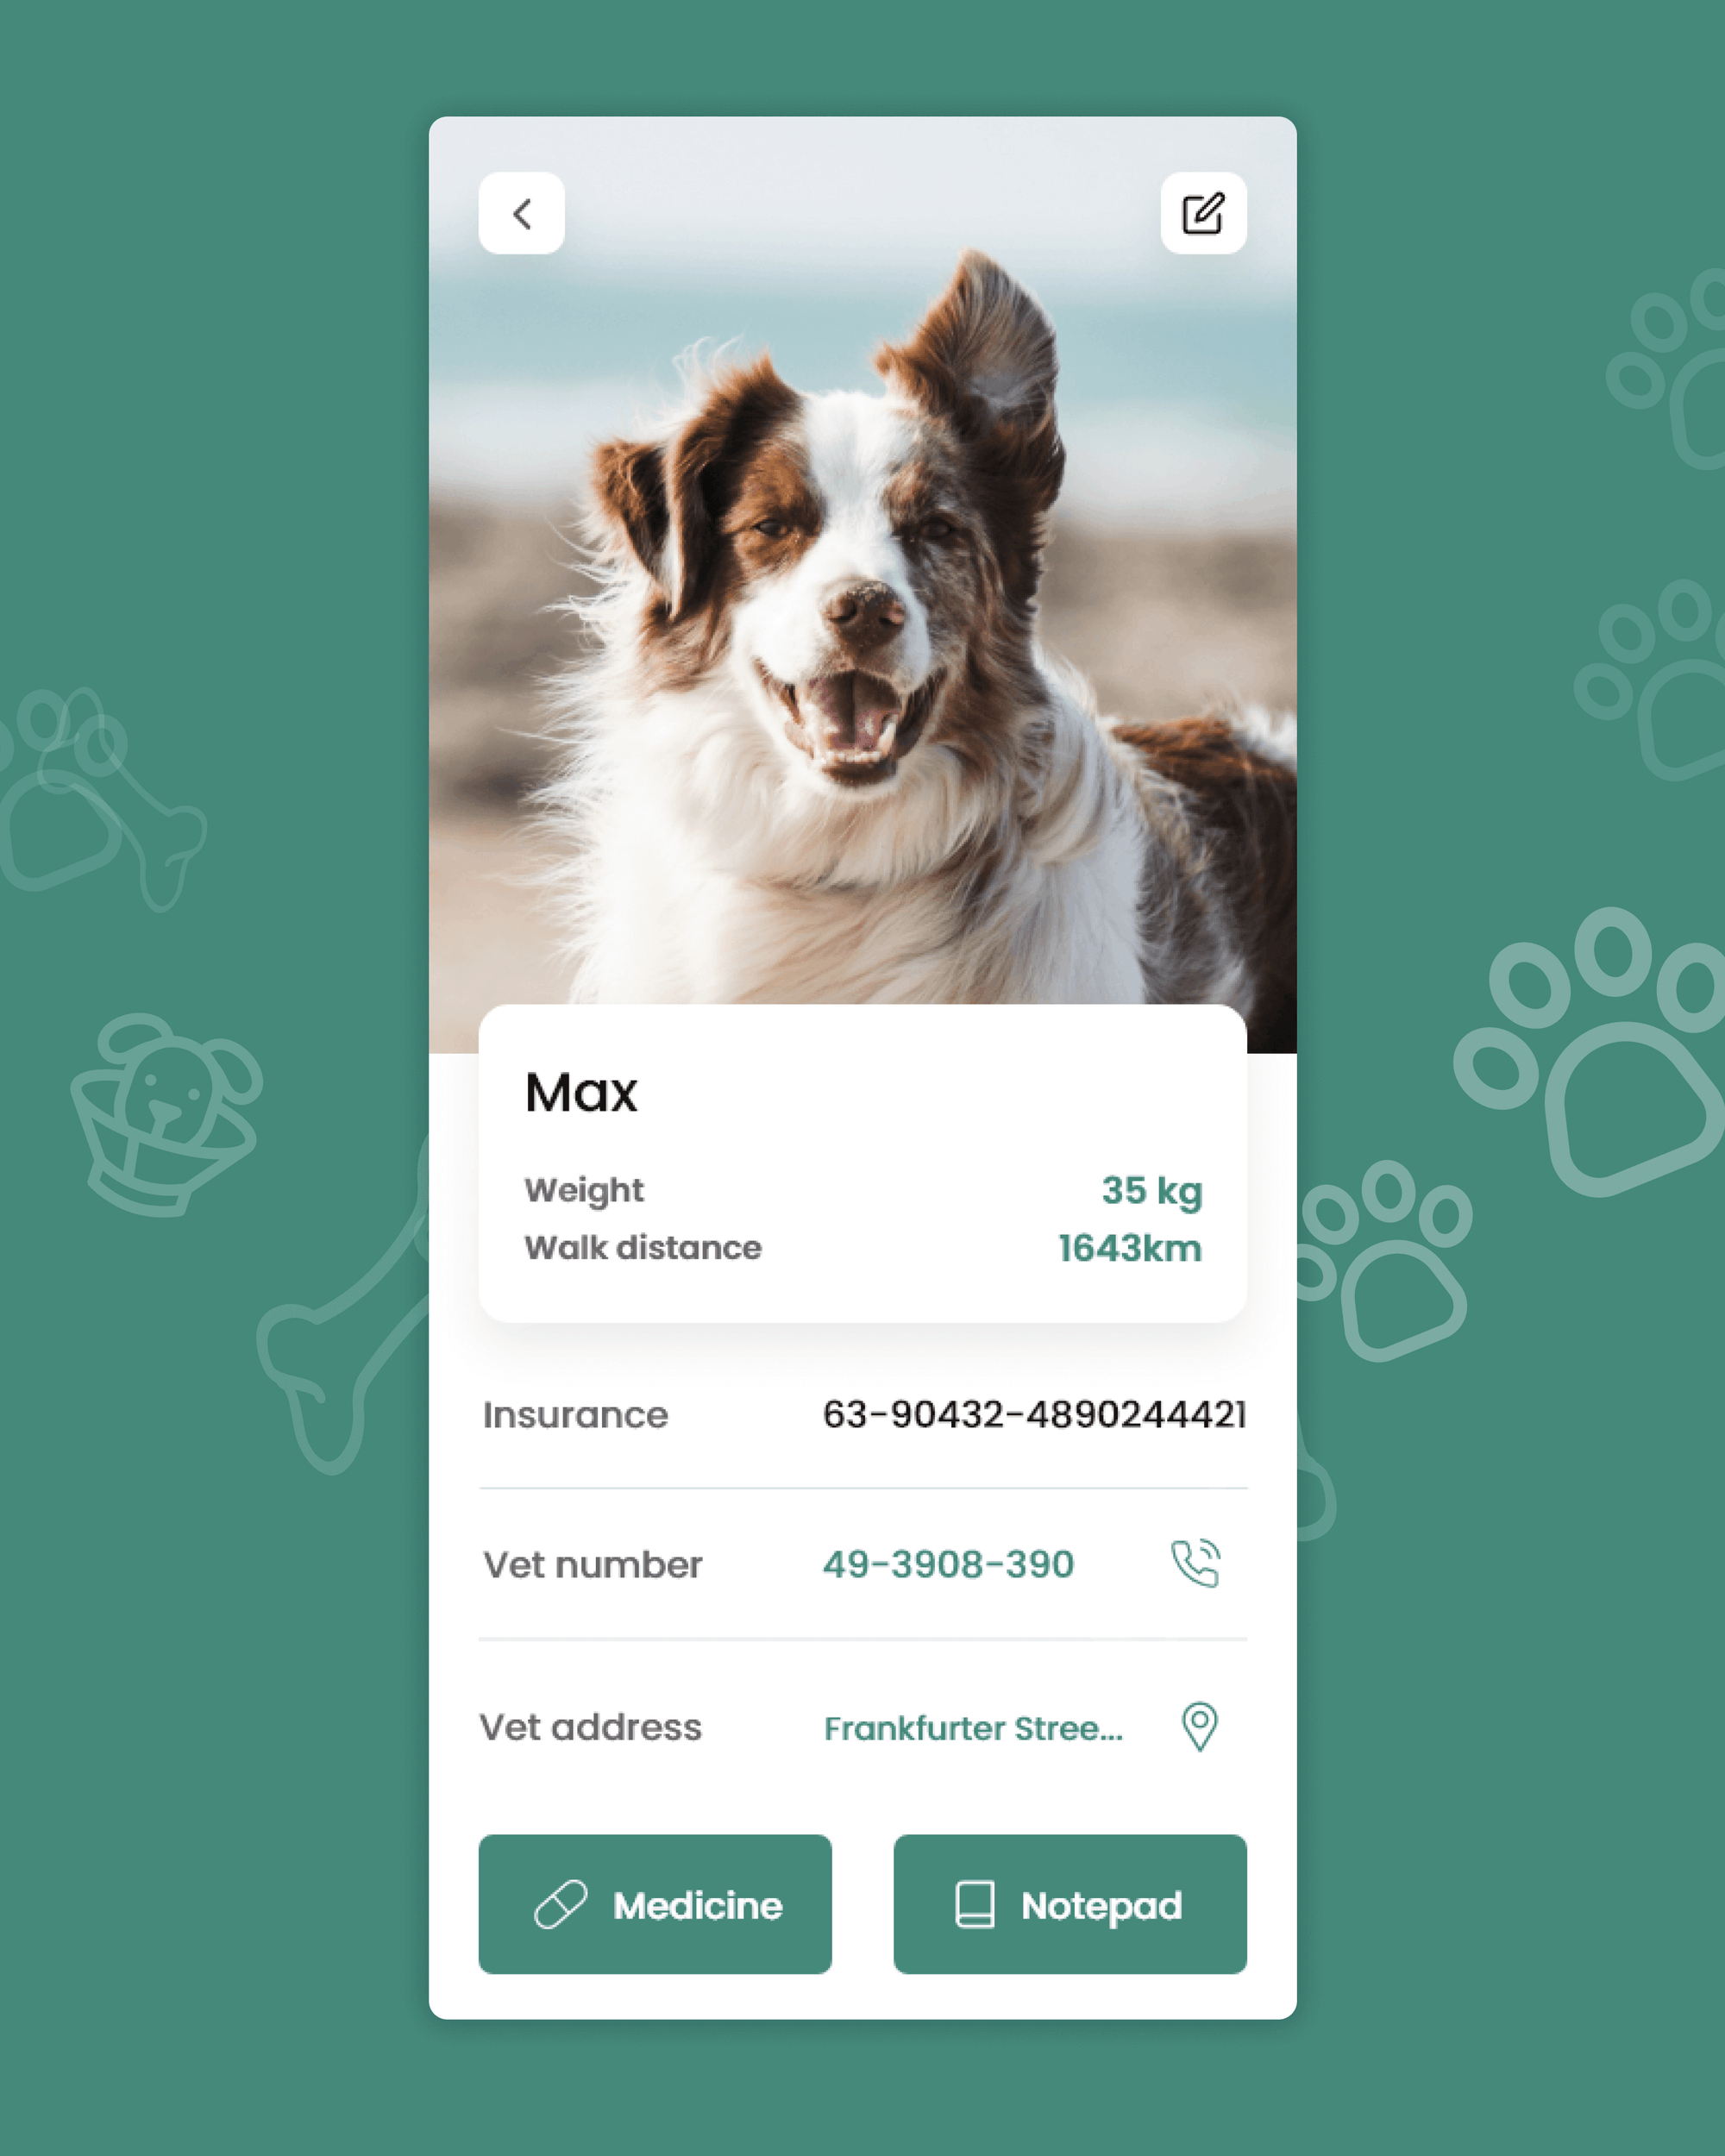 Max
Weight 35 kg
Walk distance 1643km
Insurance 63-90432-4890244421
Vet number 49-3908-390
Vet address Frankfurter Stree...
Medicine Notepad